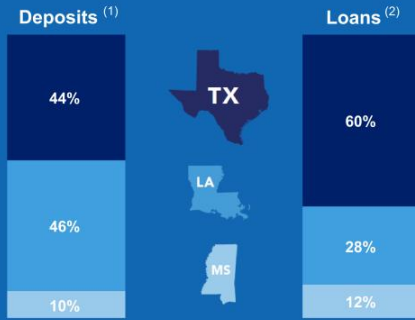 Deposits (1)
Loans (2)
44%
TX
60%
LA
46%
28%
MS
10%
12%